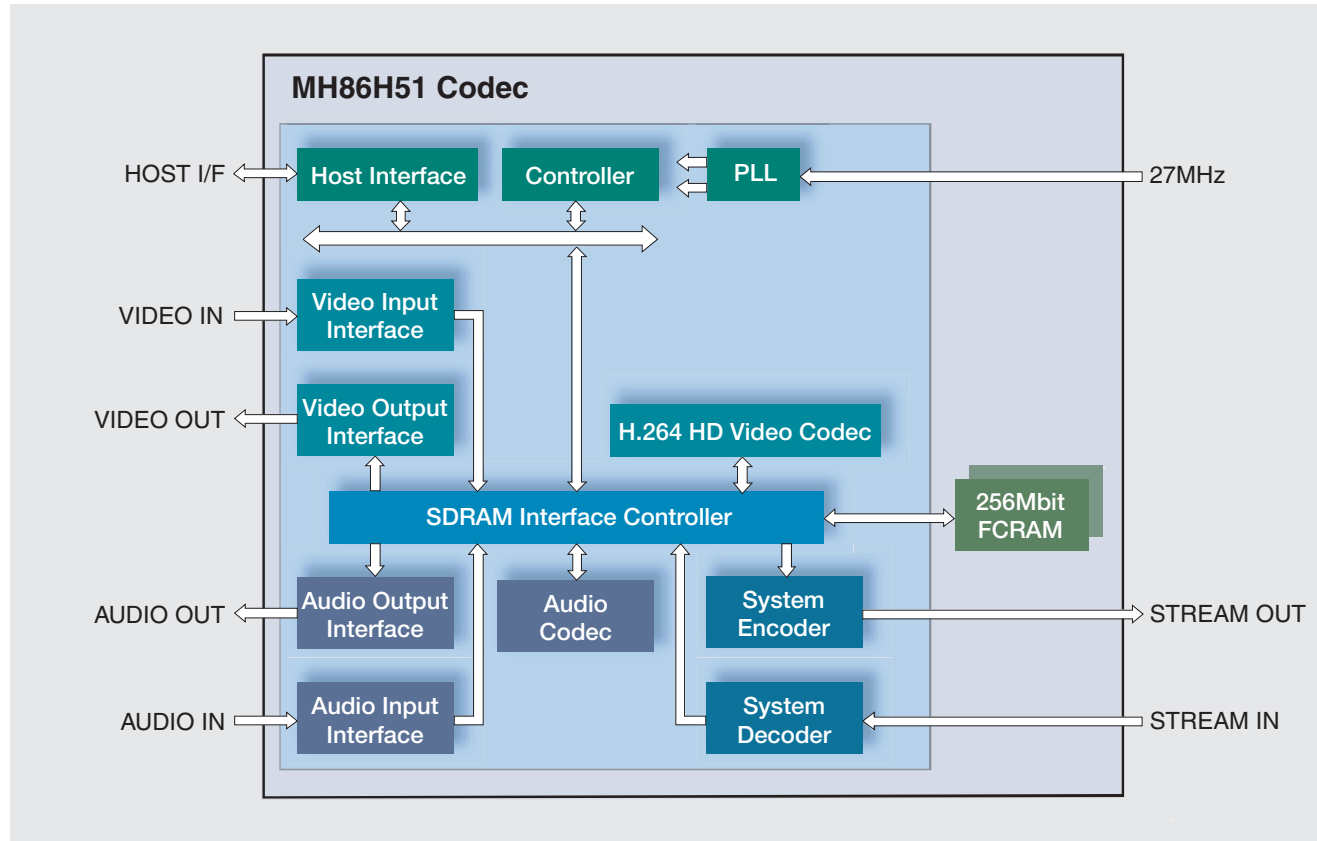 MH86H51 Codec
HOST I/F
Host Interface
Controller
PLL
27MHz
VIDEO IN
Video Input
Interface
VIDEO OUT
Video Output
Interface
H.264 HD Video Codec
SDRAM Interface Controller
256Mbit
FCRAM
AUDIO OUT
Audio Output
Interface
Audio
Codec
System
Encoder
STREAM OUT
AUDIO IN
Audio Input
Interface
System
Decoder
STREAM IN